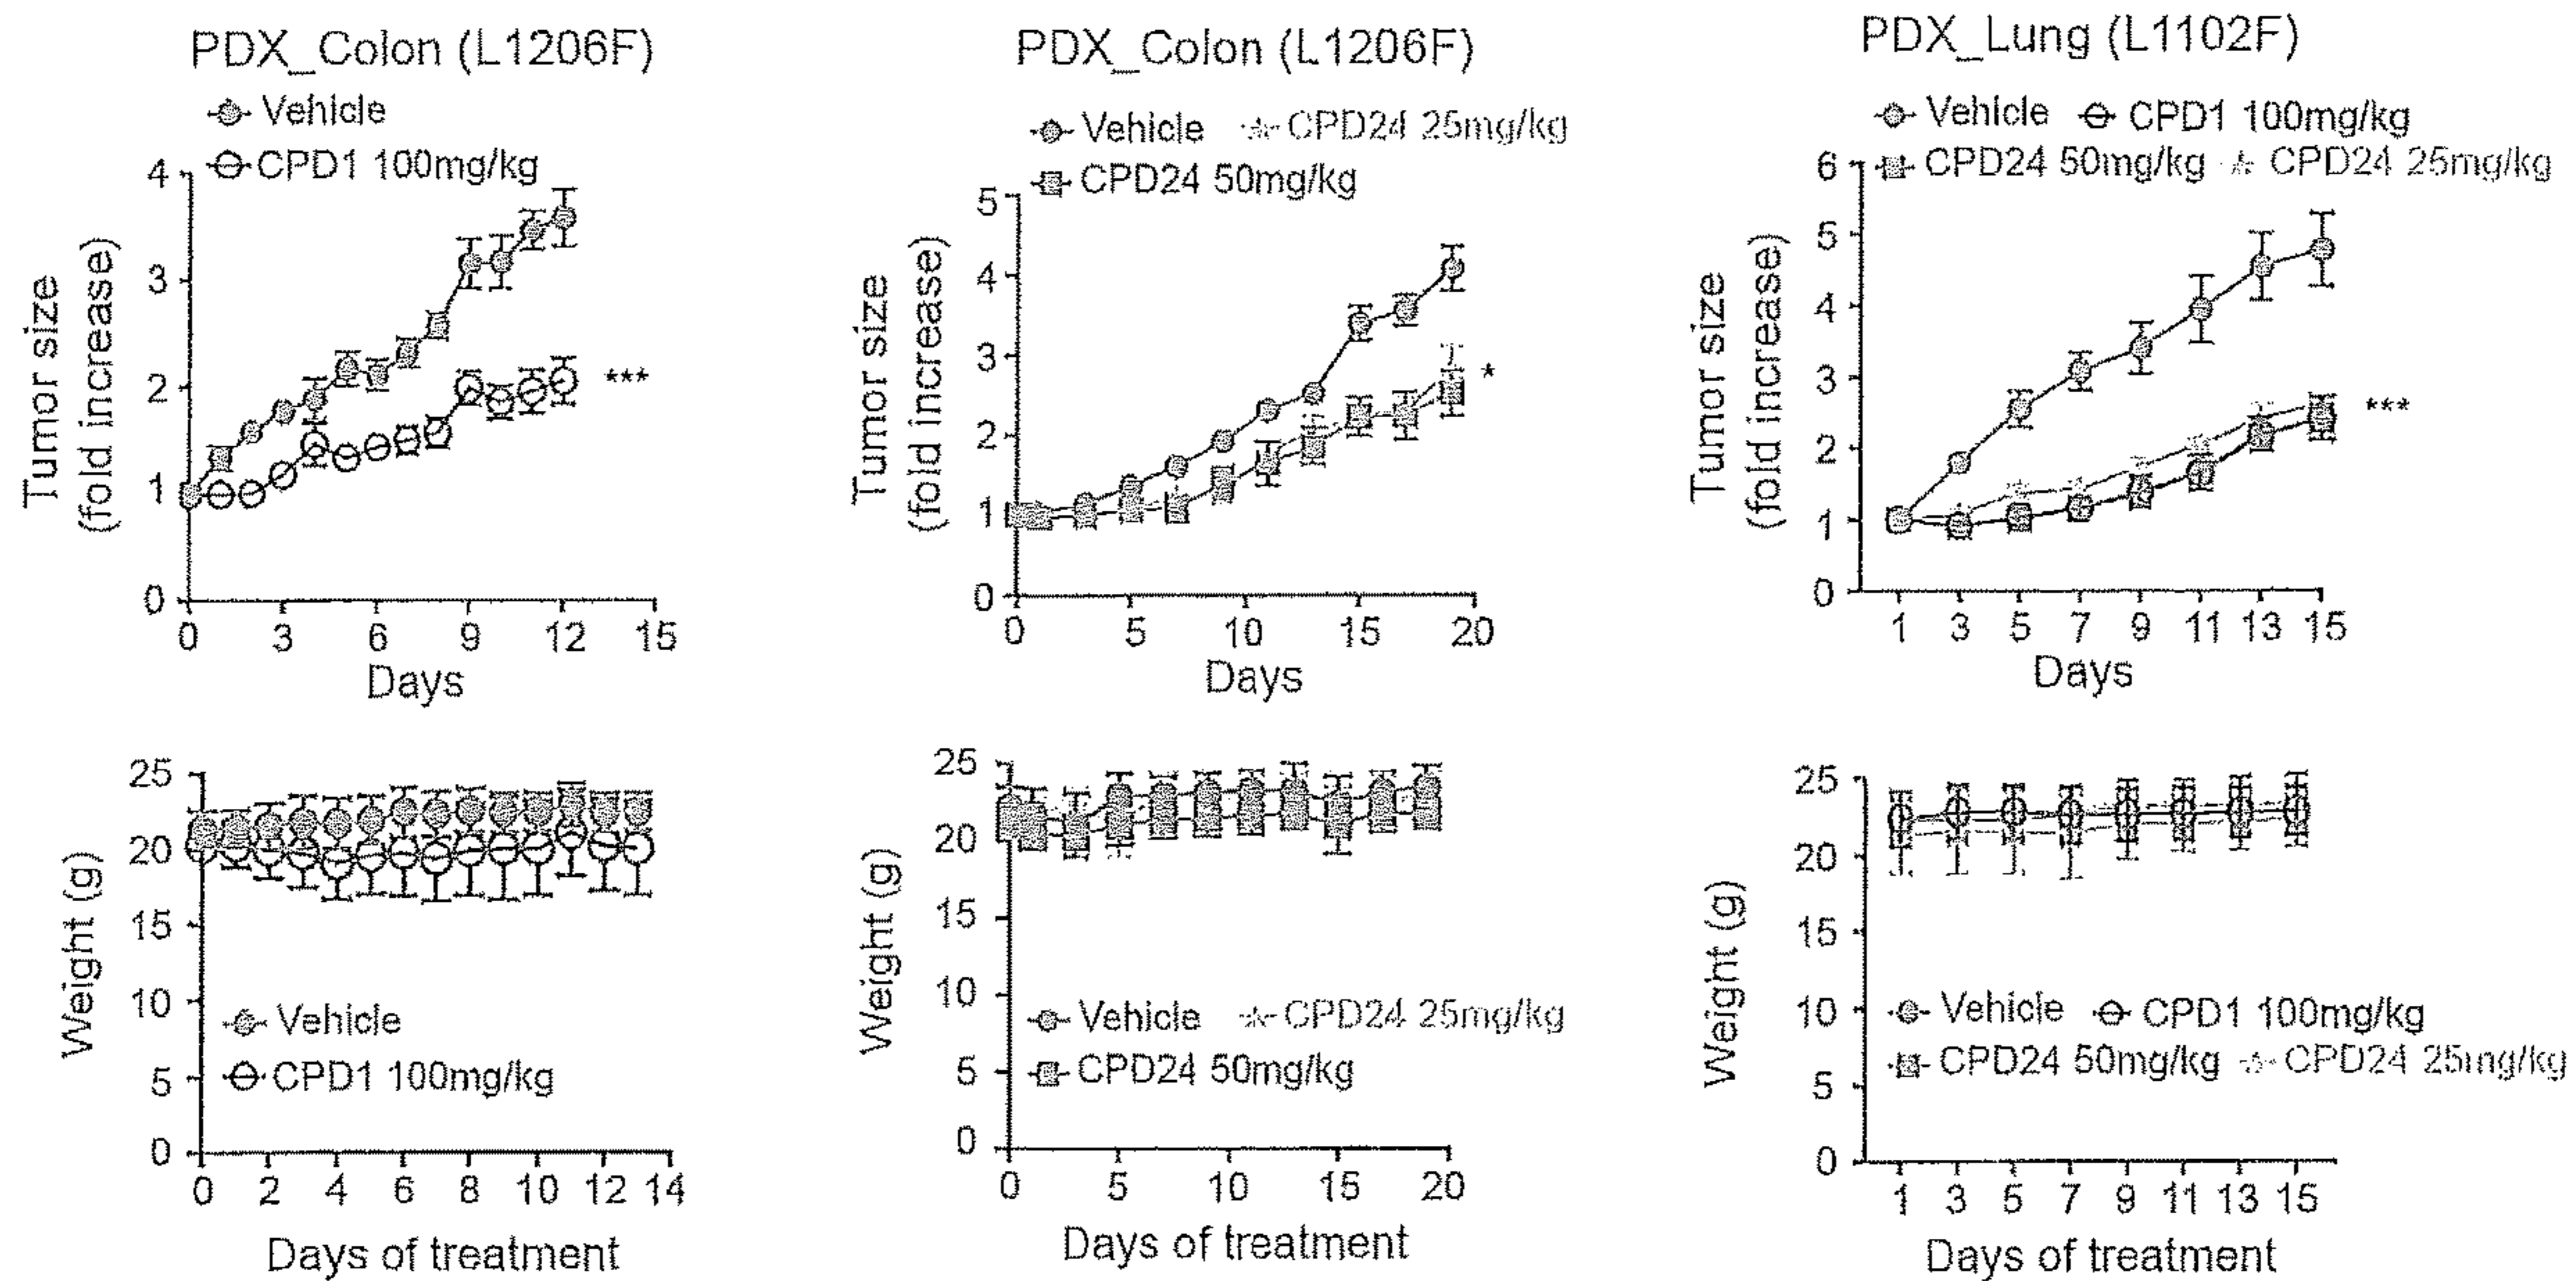 PDX_Colon (L1206F)
Vehicle
CPD1 100mg/kg
4
3
2
1
0
Tumor size
(fold increase)
***
0 3 6 9 12 15
Days
PDX_Colon (L1206F)
Vehicle CPD24 25mg/kg
CPD24 50mg/kg
5
4
3
2
1
0
Tumor size
(fold increase)
*
0 5 10 15 20
Days
PDX_Lung (L1102F)
Vehicle CPD1 100mg/kg
CPD24 50mg/kg CPD24 25mg/kg
6
5
4
3
2
1
0
Tumor size
(fold increase)
***
1 3 5 7 9 11 13 15
Days
25
20
15
10
5
0
Weight (g)
Vehicle
CPD1 100mg/kg
0 2 4 6 8 10 12 14
Days of treatment
25
20
15
10
5
0
Weight (g)
Vehicle CPD24 25mg/kg
CPD24 50mg/kg
0 5 10 15 20
Days of treatment
25
20
15
10
5
0
Weight (g)
Vehicle CPD1 100mg/kg
CPD24 50mg/kg CPD24 25mg/kg
1 3 5 7 9 11 13 15
Days of treatment